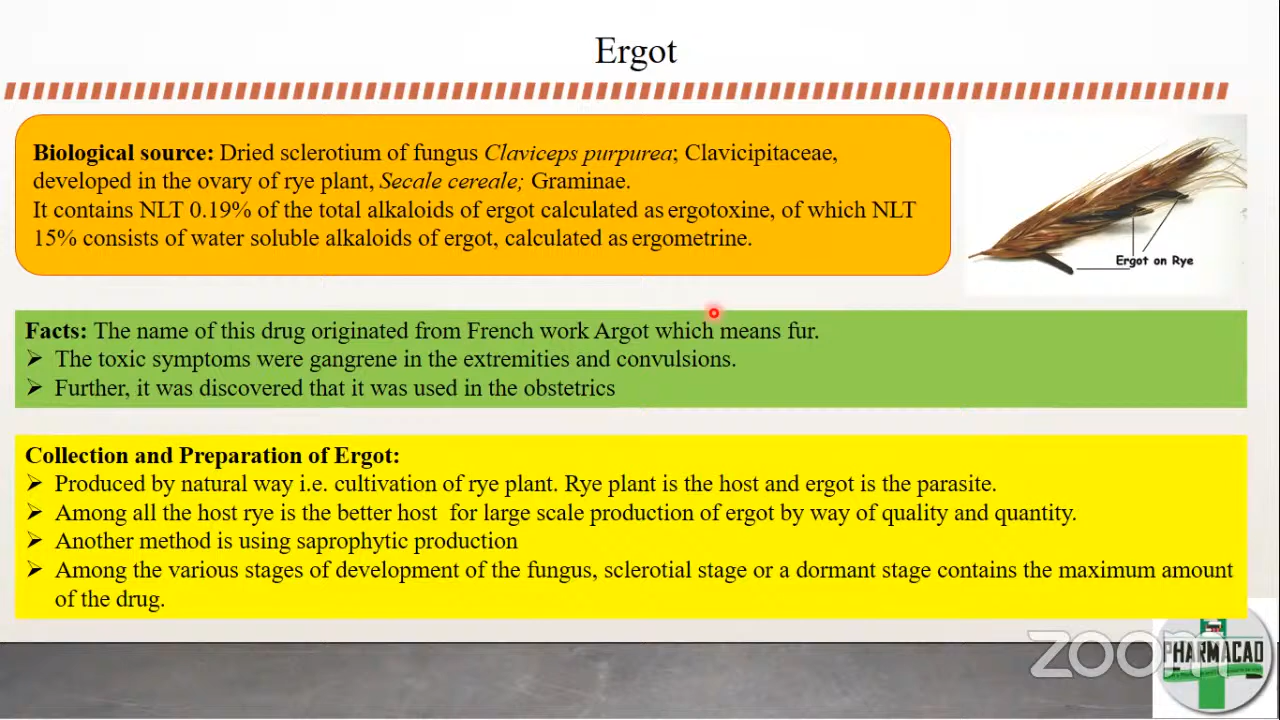 Ergot
Biological source: Dried sclerotium of fungus Claviceps purpurea; Clavicipitaceae,
developed in the ovary of rye plant, Secale cereale; Graminae.
It contains NLT 0.19% of the total alkaloids of ergot calculated as ergotoxine, of which NLT
15% consists of water soluble alkaloids of ergot, calculated as ergometrine.
Ergot on Rye
Facts: The name of this drug originated from French work Argot which means fur.
➢ The toxic symptoms were gangrene in the extremities and convulsions.
➢ Further, it was discovered that it was used in the obstetrics
Collection and Preparation of Ergot:
➢ Produced by natural way i.e. cultivation of rye plant. Rye plant is the host and ergot is the parasite.
➢ Among all the host rye is the better host for large scale production of ergot by way of quality and quantity.
➢ Another method is using saprophytic production
➢ Among the various stages of development of the fungus, sclerotial stage or a dormant stage contains the maximum amount
of the drug.
zoom
PHARMACAD